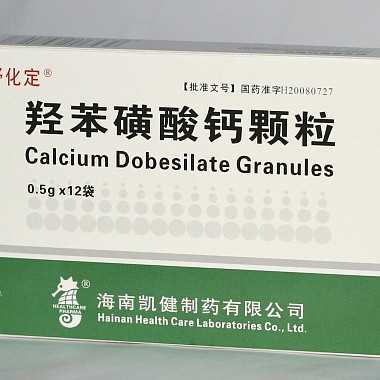 化定®
【批准文号】国药准字H20080727
羟苯磺酸钙颗粒
Calcium Dobesilate Granules
0.5g x12袋
®
HEALTHCARE
PHARMA
海南凯健制药有限公司
Hainan Health Care Laboratories Co., Ltd.